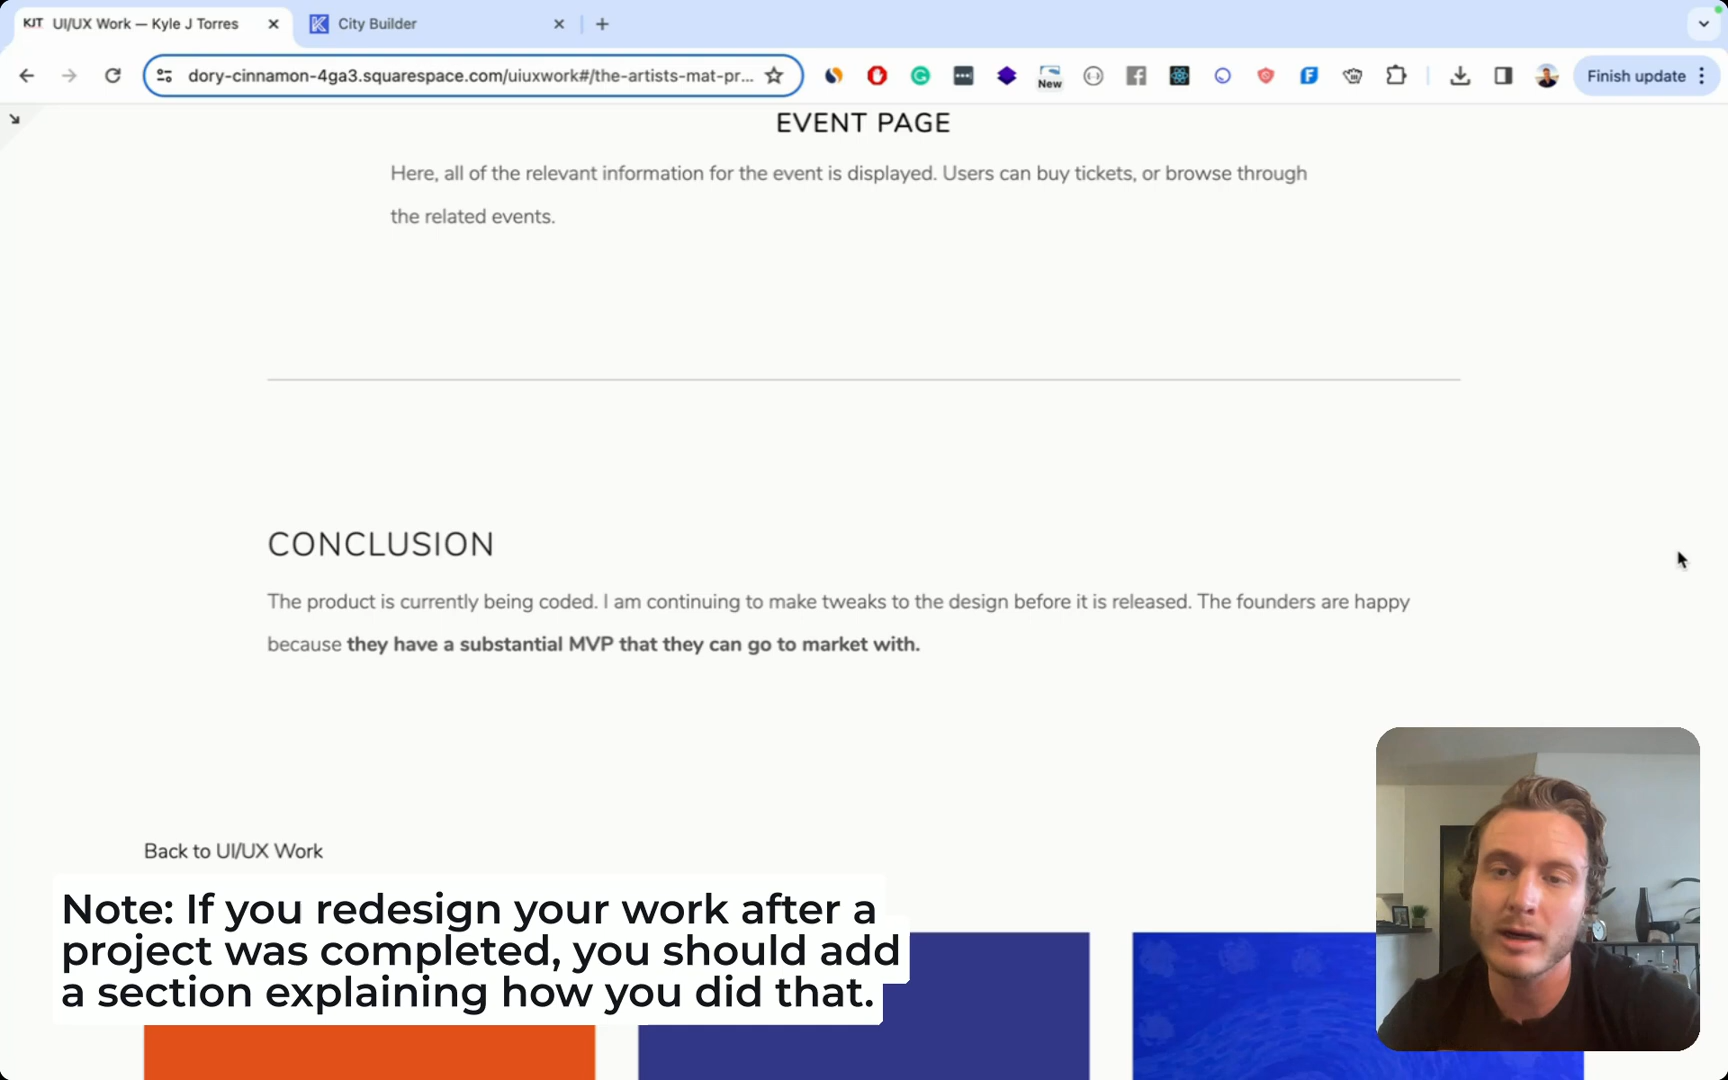 KJT UI/UX Work — Kyle J Torres
City Builder
dory-cinnamon-4ga3.squarespace.com/uiuxwork#/the-artists-mat-pr...
New
Finish update
EVENT PAGE
Here, all of the relevant information for the event is displayed. Users can buy tickets, or browse through
the related events.
CONCLUSION
The product is currently being coded. I am continuing to make tweaks to the design before it is released. The founders are happy
because they have a substantial MVP that they can go to market with.
Back to UI/UX Work
Note: If you redesign your work after a
project was completed, you should add
a section explaining how you did that.